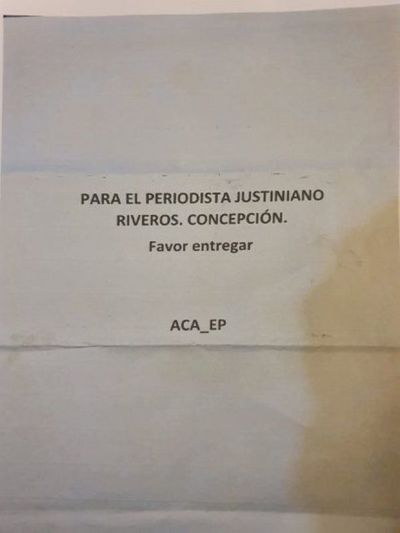 PARA EL PERIODISTA JUSTINIANO
RIVEROS. CONCEPCIÓN.
Favor entregar
ACA_EP